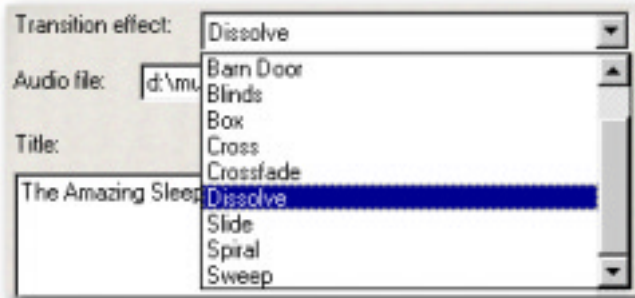 Transition effect: Dissolve
Audio file: d:\mu
Barn Door
Blinds
Box
Cross
Crossfade
Dissolve
Slide
Spiral
Sweep
Title:
The Amazing Sleep